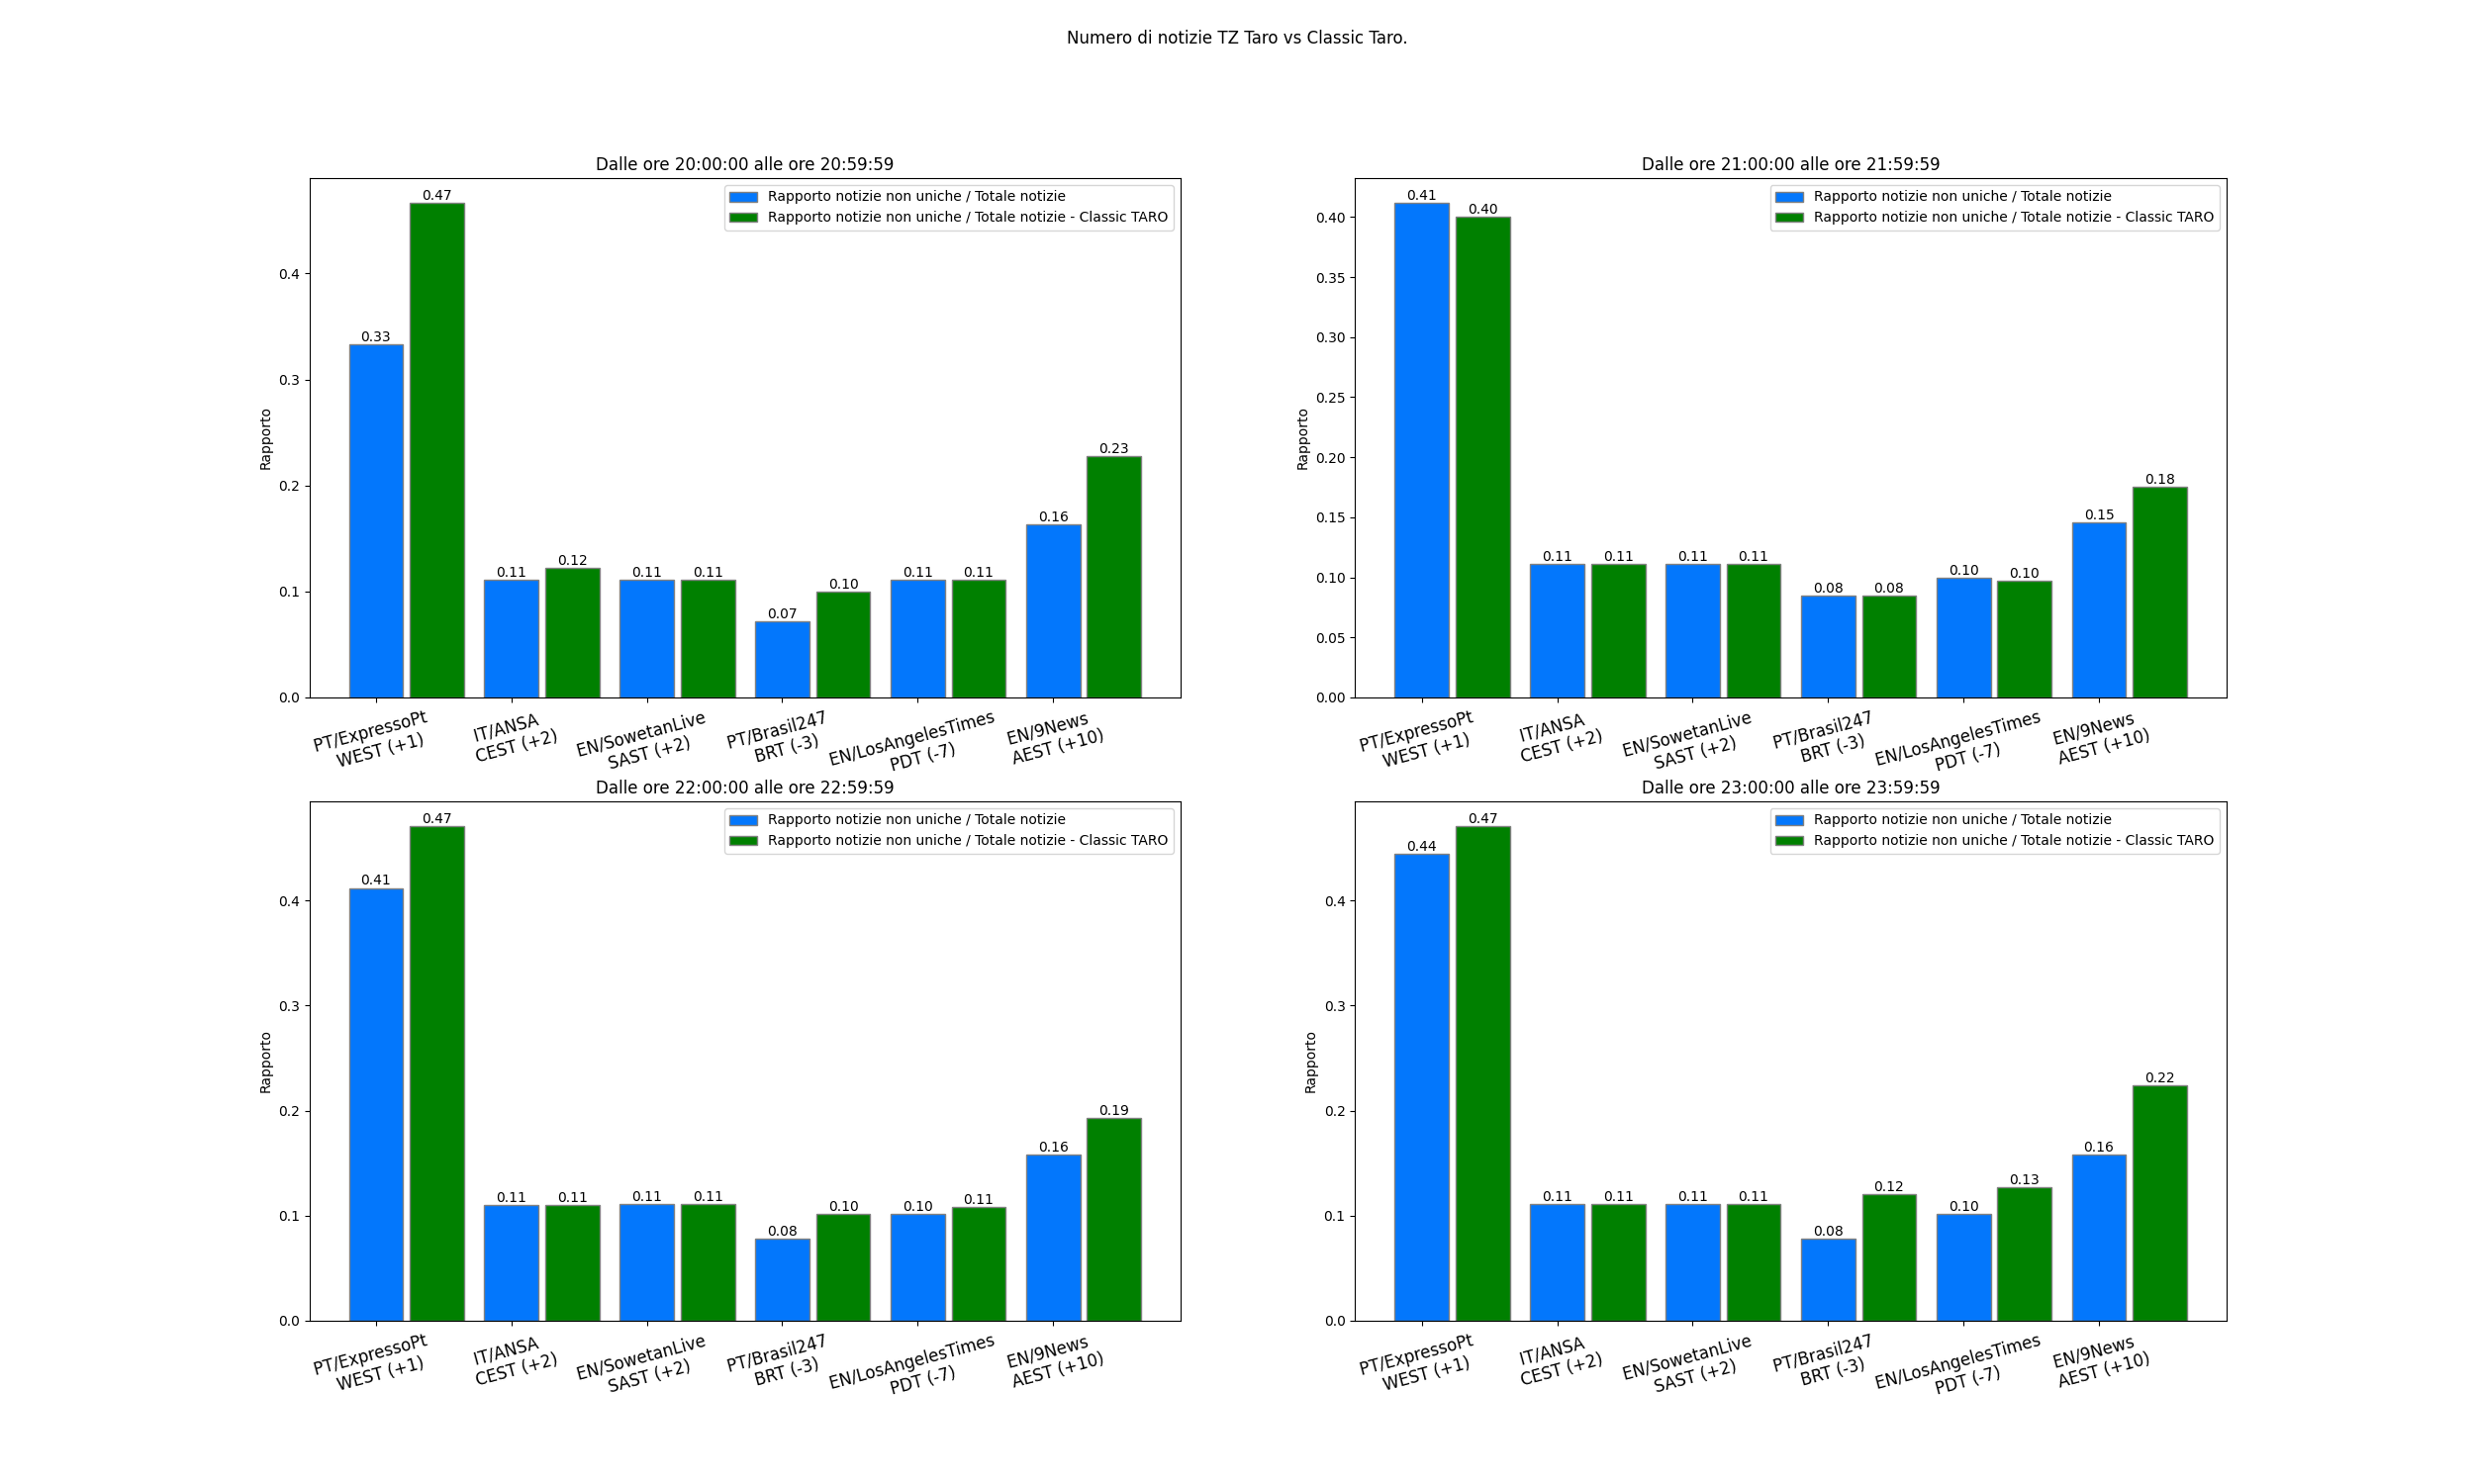 Numero di notizie TZ Taro vs Classic Taro.
Dalle ore 20:00:00 alle ore 20:59:59
Rapporto notizie non uniche / Totale notizie
Rapporto notizie non uniche / Totale notizie - Classic TARO
Rapporto
0.4
0.3
0.2
0.1
0.0
0.33
0.47
0.11
0.12
0.11
0.11
0.07
0.10
0.11
0.11
0.16
0.23
PT/ExpressoPt
WEST (+1)
IT/ANSA
CEST (+2)
EN/SowetanLive
SAST (+2)
PT/Brasil247
BRT (-3)
EN/LosAngelesTimes
PDT (-7)
EN/9News
AEST (+10)
Dalle ore 21:00:00 alle ore 21:59:59
Rapporto notizie non uniche / Totale notizie
Rapporto notizie non uniche / Totale notizie - Classic TARO
Rapporto
0.40
0.35
0.30
0.25
0.20
0.15
0.10
0.05
0.00
0.41
0.40
0.11
0.11
0.11
0.11
0.08
0.08
0.10
0.10
0.15
0.18
PT/ExpressoPt
WEST (+1)
IT/ANSA
CEST (+2)
EN/SowetanLive
SAST (+2)
PT/Brasil247
BRT (-3)
EN/LosAngelesTimes
PDT (-7)
EN/9News
AEST (+10)
Dalle ore 22:00:00 alle ore 22:59:59
Rapporto notizie non uniche / Totale notizie
Rapporto notizie non uniche / Totale notizie - Classic TARO
Rapporto
0.4
0.3
0.2
0.1
0.0
0.41
0.47
0.11
0.11
0.11
0.11
0.08
0.10
0.10
0.11
0.16
0.19
PT/ExpressoPt
WEST (+1)
IT/ANSA
CEST (+2)
EN/SowetanLive
SAST (+2)
PT/Brasil247
BRT (-3)
EN/LosAngelesTimes
PDT (-7)
EN/9News
AEST (+10)
Dalle ore 23:00:00 alle ore 23:59:59
Rapporto notizie non uniche / Totale notizie
Rapporto notizie non uniche / Totale notizie - Classic TARO
Rapporto
0.4
0.3
0.2
0.1
0.0
0.44
0.47
0.11
0.11
0.11
0.11
0.08
0.12
0.10
0.13
0.16
0.22
PT/ExpressoPt
WEST (+1)
IT/ANSA
CEST (+2)
EN/SowetanLive
SAST (+2)
PT/Brasil247
BRT (-3)
EN/LosAngelesTimes
PDT (-7)
EN/9News
AEST (+10)